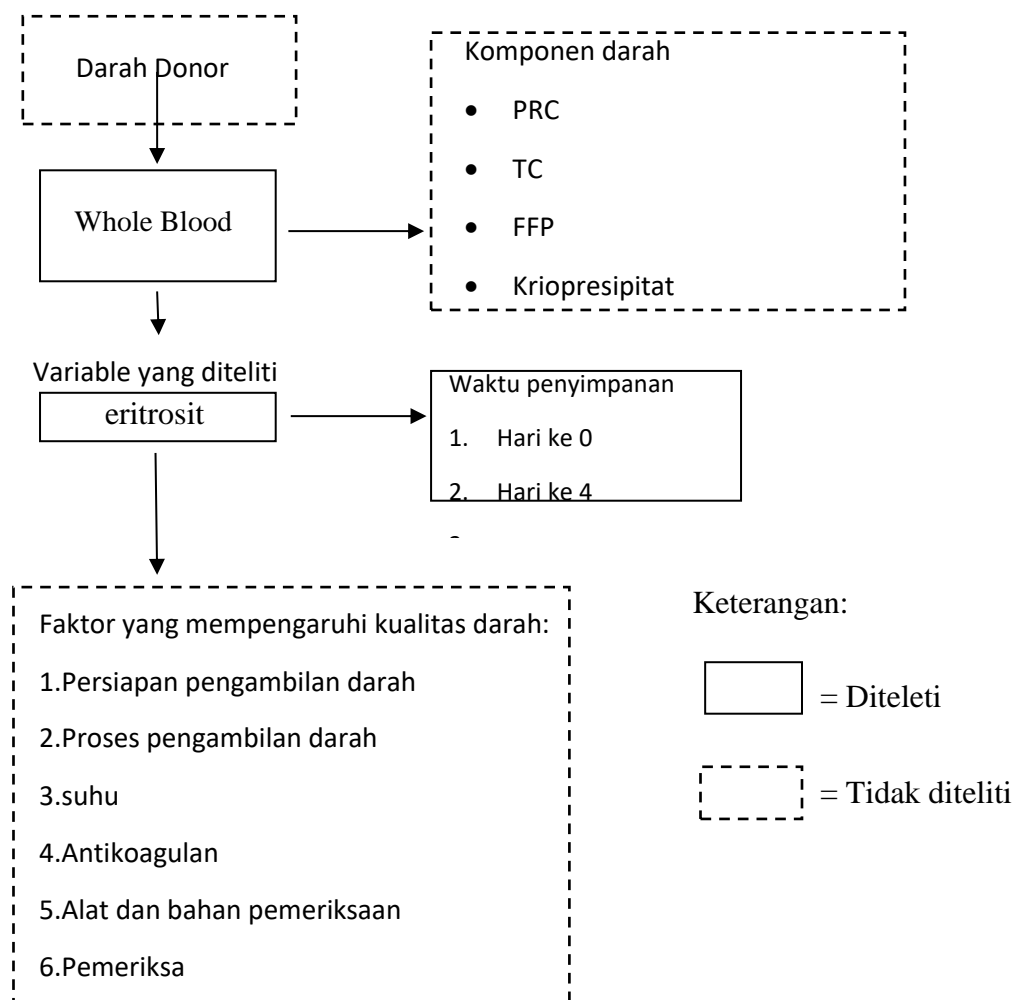 Darah Donor
Komponen darah
• PRC
• TC
• FFP
• Kriopresipitat
Whole Blood
Variable yang diteliti
eritrosit
Waktu penyimpanan
1. Hari ke 0
2. Hari ke 4
Faktor yang mempengaruhi kualitas darah:
1.Persiapan pengambilan darah
2.Proses pengambilan darah
3.suhu
4.Antikoagulan
5.Alat dan bahan pemeriksaan
6.Pemeriksa
Keterangan:
= Diteleti
= Tidak diteliti